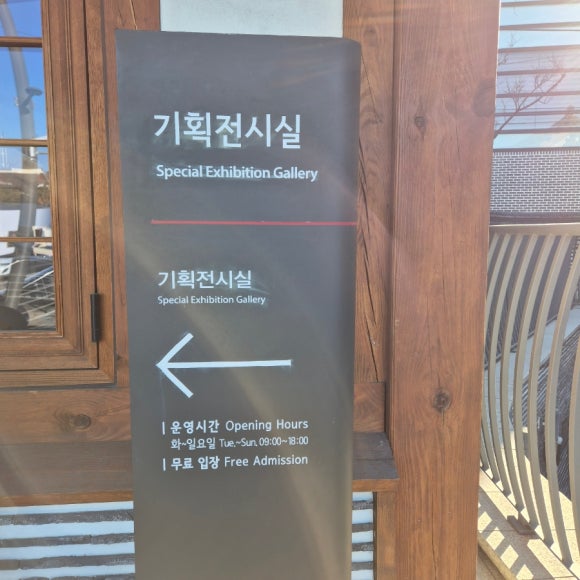 기획전시실
Special Exhibition Gallery
기획전시실
Special Exhibition Gallery
| 운영시간 Opening Hours
화~일요일 Tue.~Sun. 09:00~18:00
| 무료 입장 Free Admission